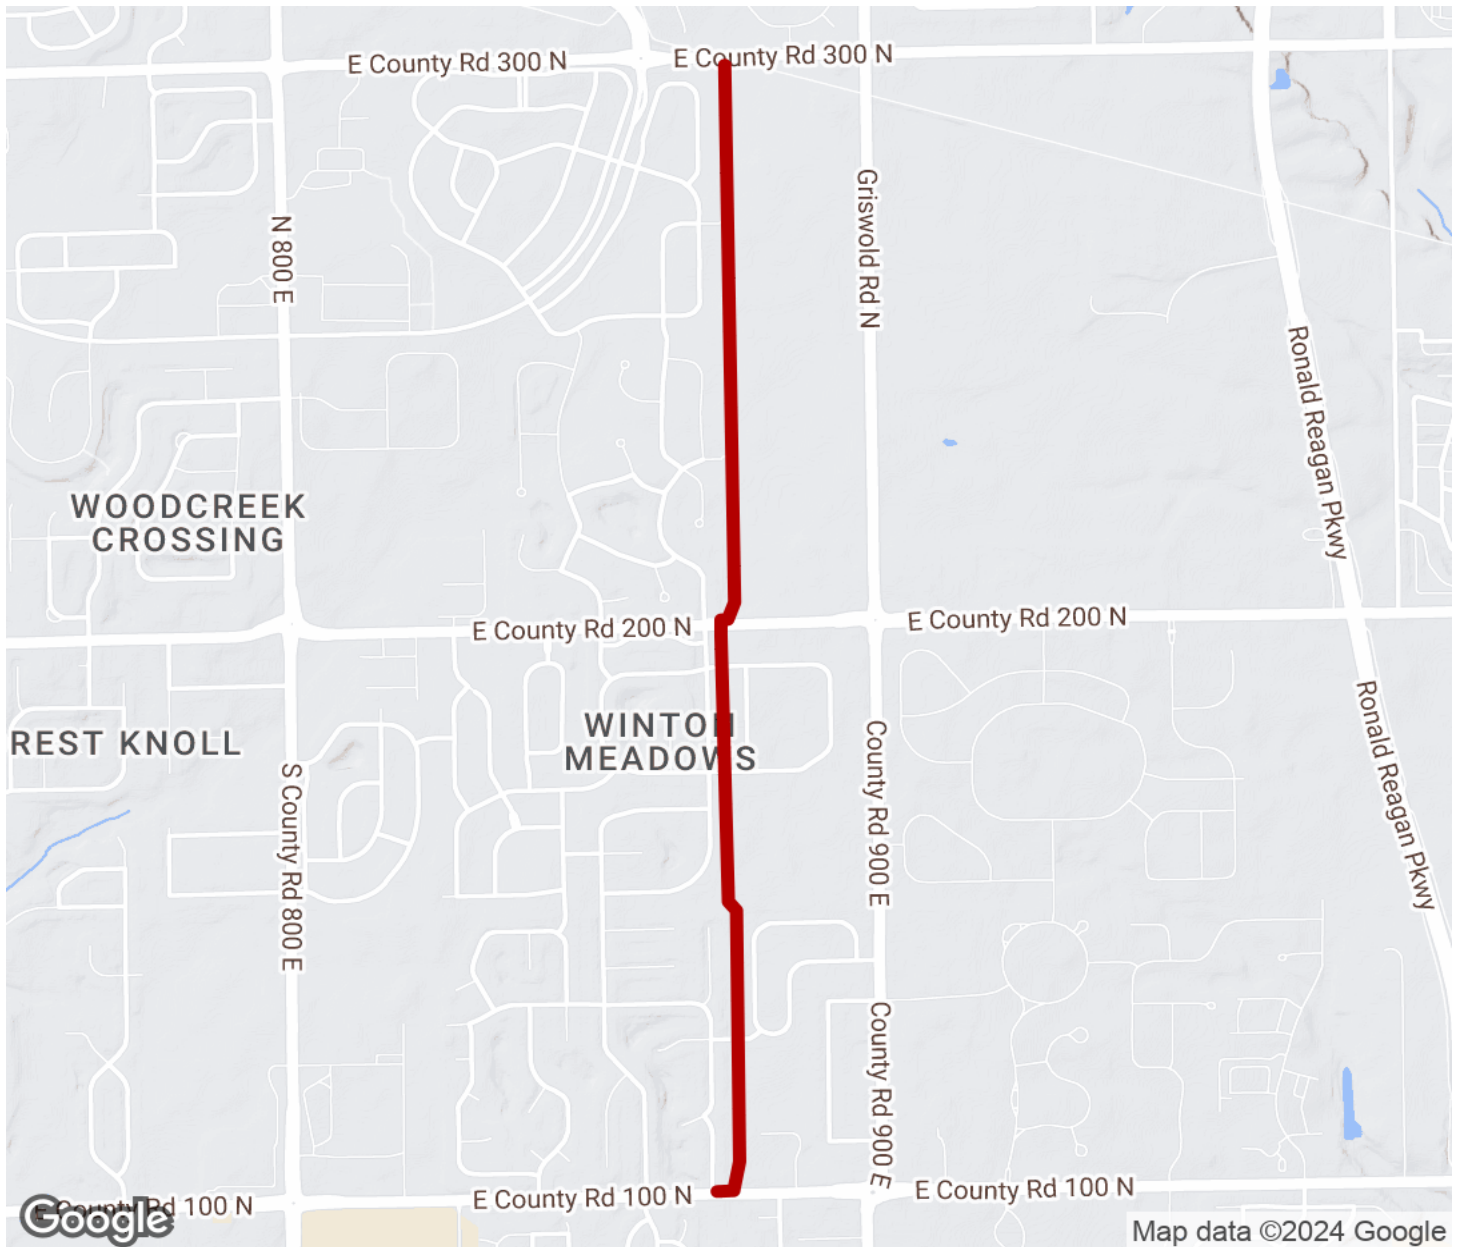 E County Rd 300 N
E County Rd 300 N
Griswold Rd N
N 800 E
Ronald Reagan Pkwy
WOODCREEK
CROSSING
E County Rd 200 N
E County Rd 200 N
REST KNOLL
WINTON
MEADOWS
Ronald Reagan Pkwy
S County Rd 800 E
County Rd 900 E
County Rd 900 E
E County Rd 100 N
E County Rd 100 N
E County Rd 100 N
Google
Map data ©2024 Google